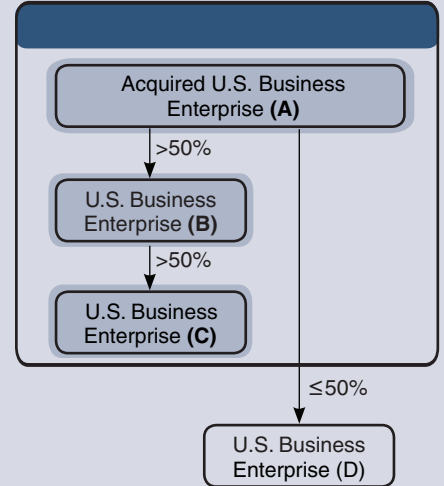 Acquired U.S. Business
Enterprise (A)
>50%
U.S. Business
Enterprise (B)
>50%
U.S. Business
Enterprise (C)
≤50%
U.S. Business
Enterprise (D)